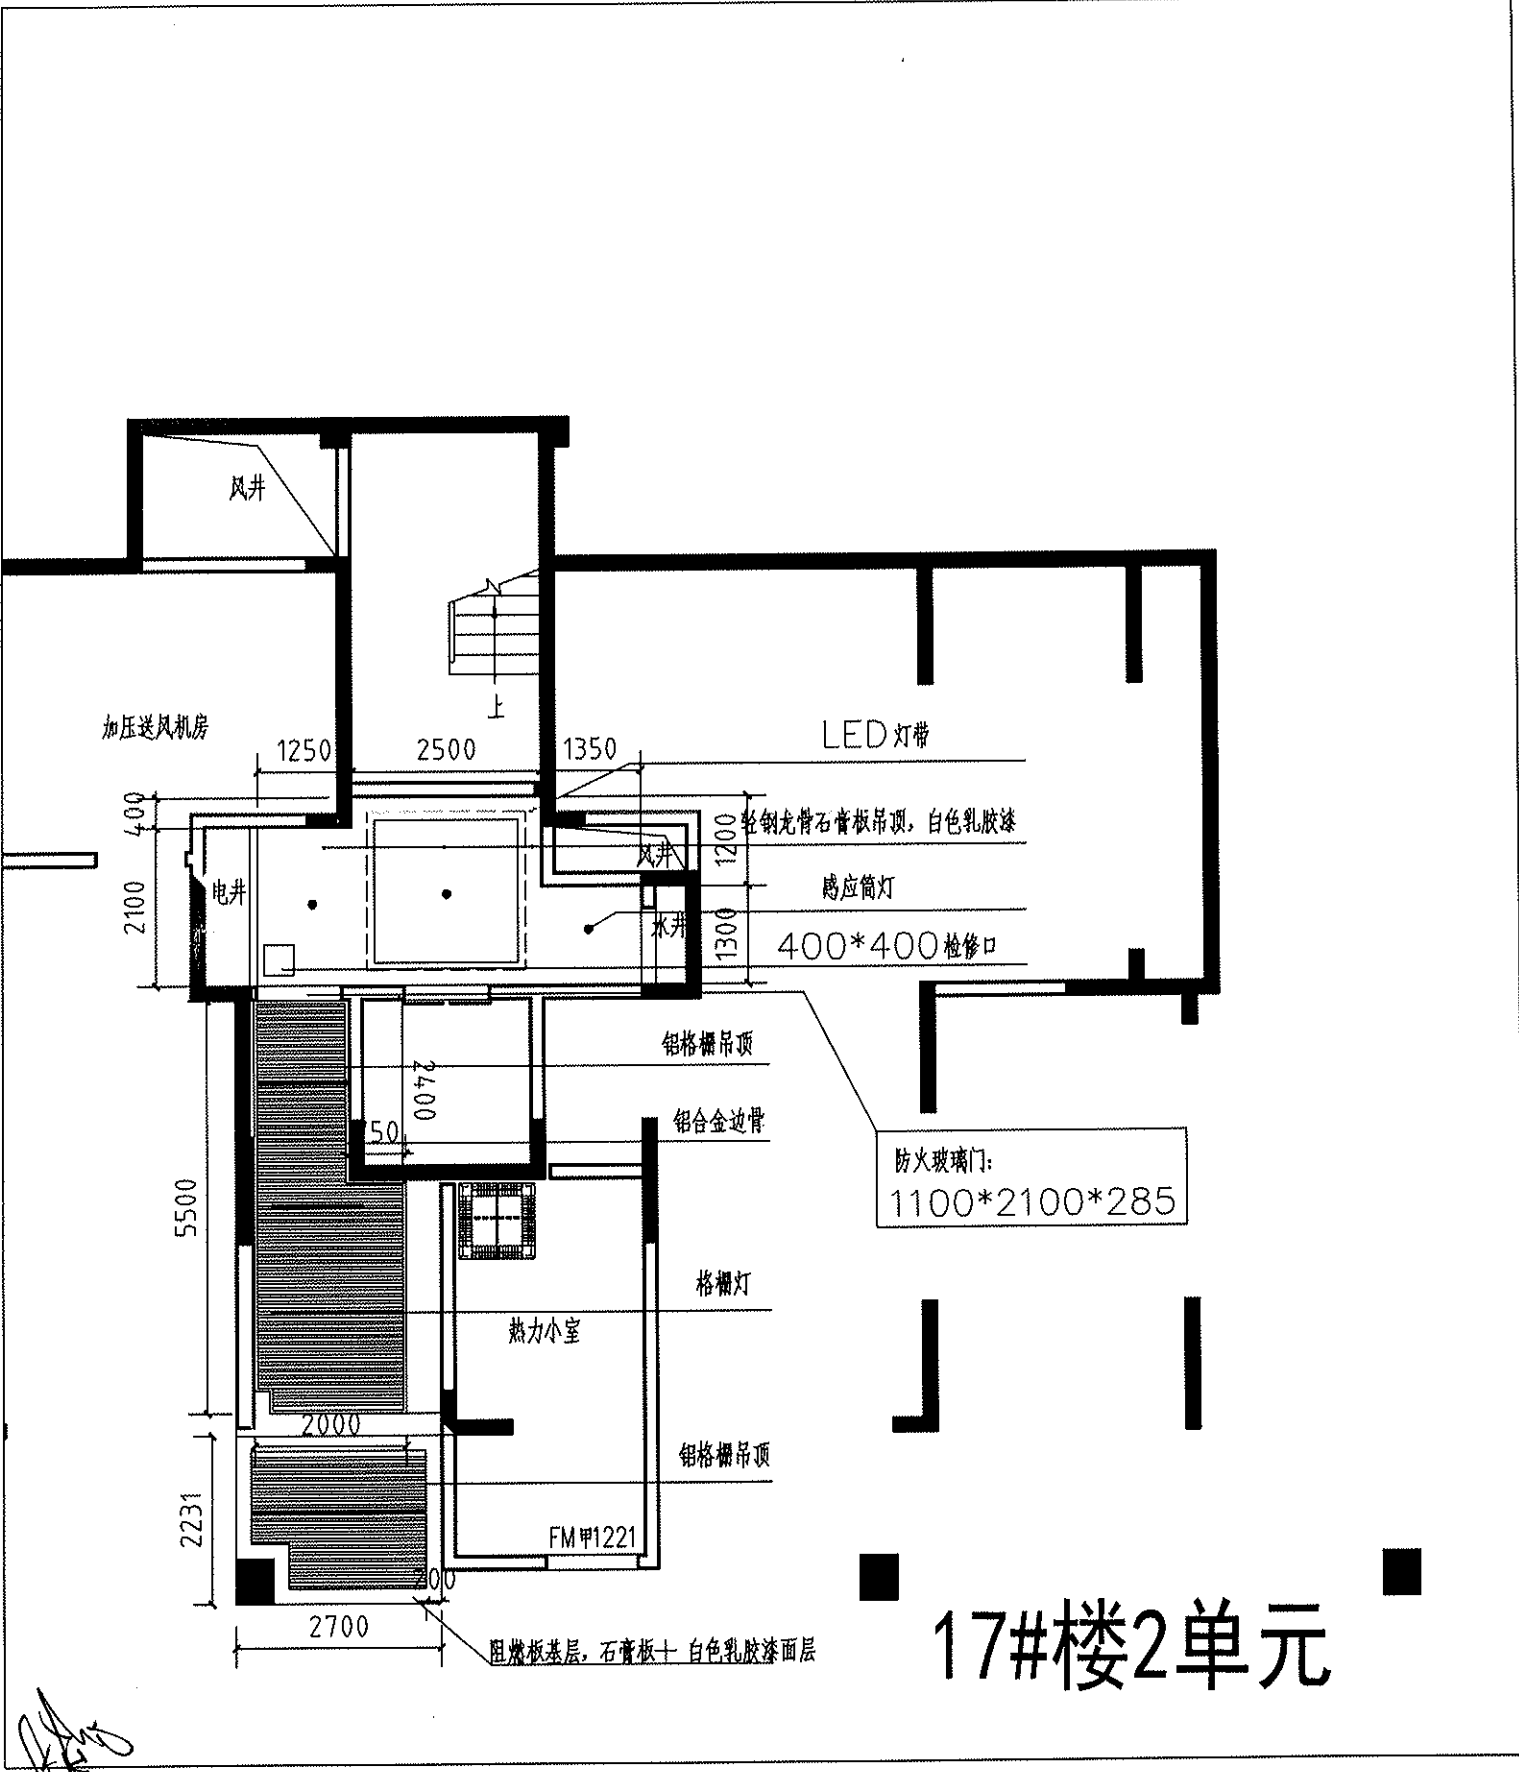 风井
上
加压送风机房
LED灯带
1250
2500
1350
400
轻钢龙骨石膏板吊顶，白色乳胶漆
1200
风井
电井
2100
感应筒灯
水井
1300
400*400检修口
铝格栅吊顶
2400
铝合金边骨
50
防火玻璃门：
1100*2100*285
5500
格栅灯
热力小室
2000
铝格栅吊顶
2231
FM甲1221
2700
阻燃板基层，石膏板＋ 白色乳胶漆面层
17#楼2单元